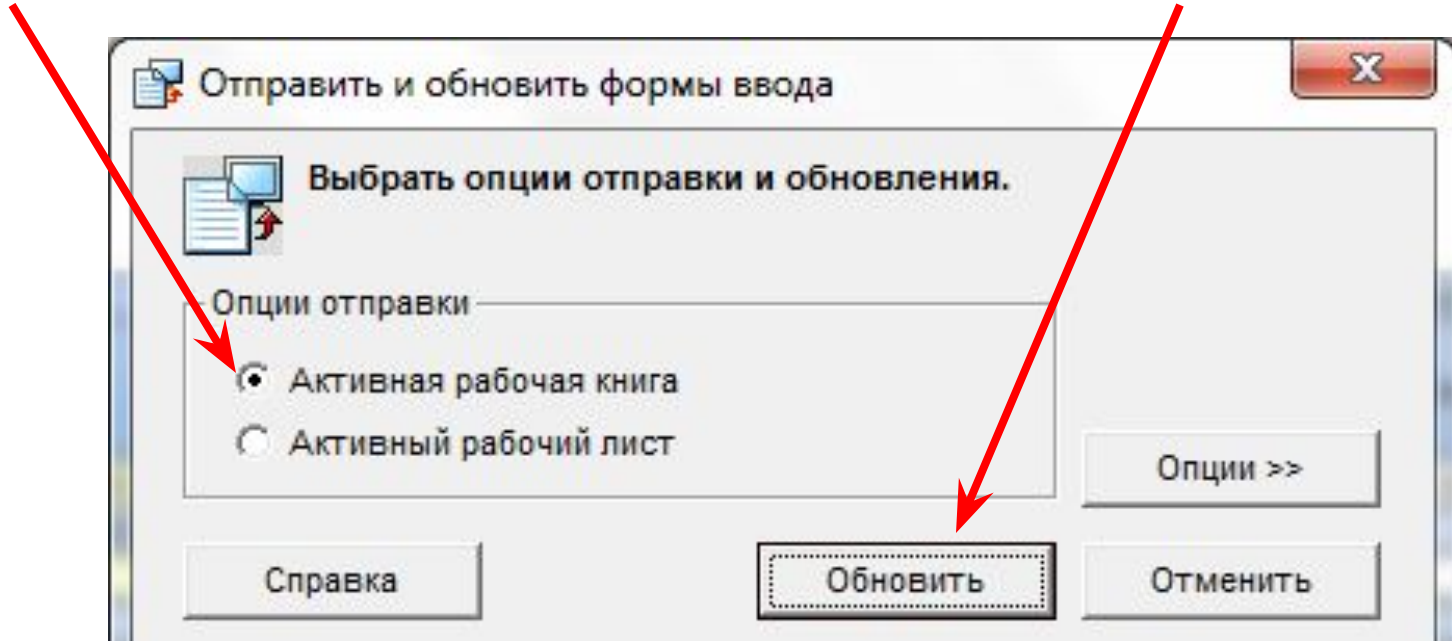 Отправить и обновить формы ввода
Выбрать опции отправки и обновления.
Опции отправки
Активная рабочая книга
Активный рабочий лист
Опции >>
Справка
Обновить
Отменить